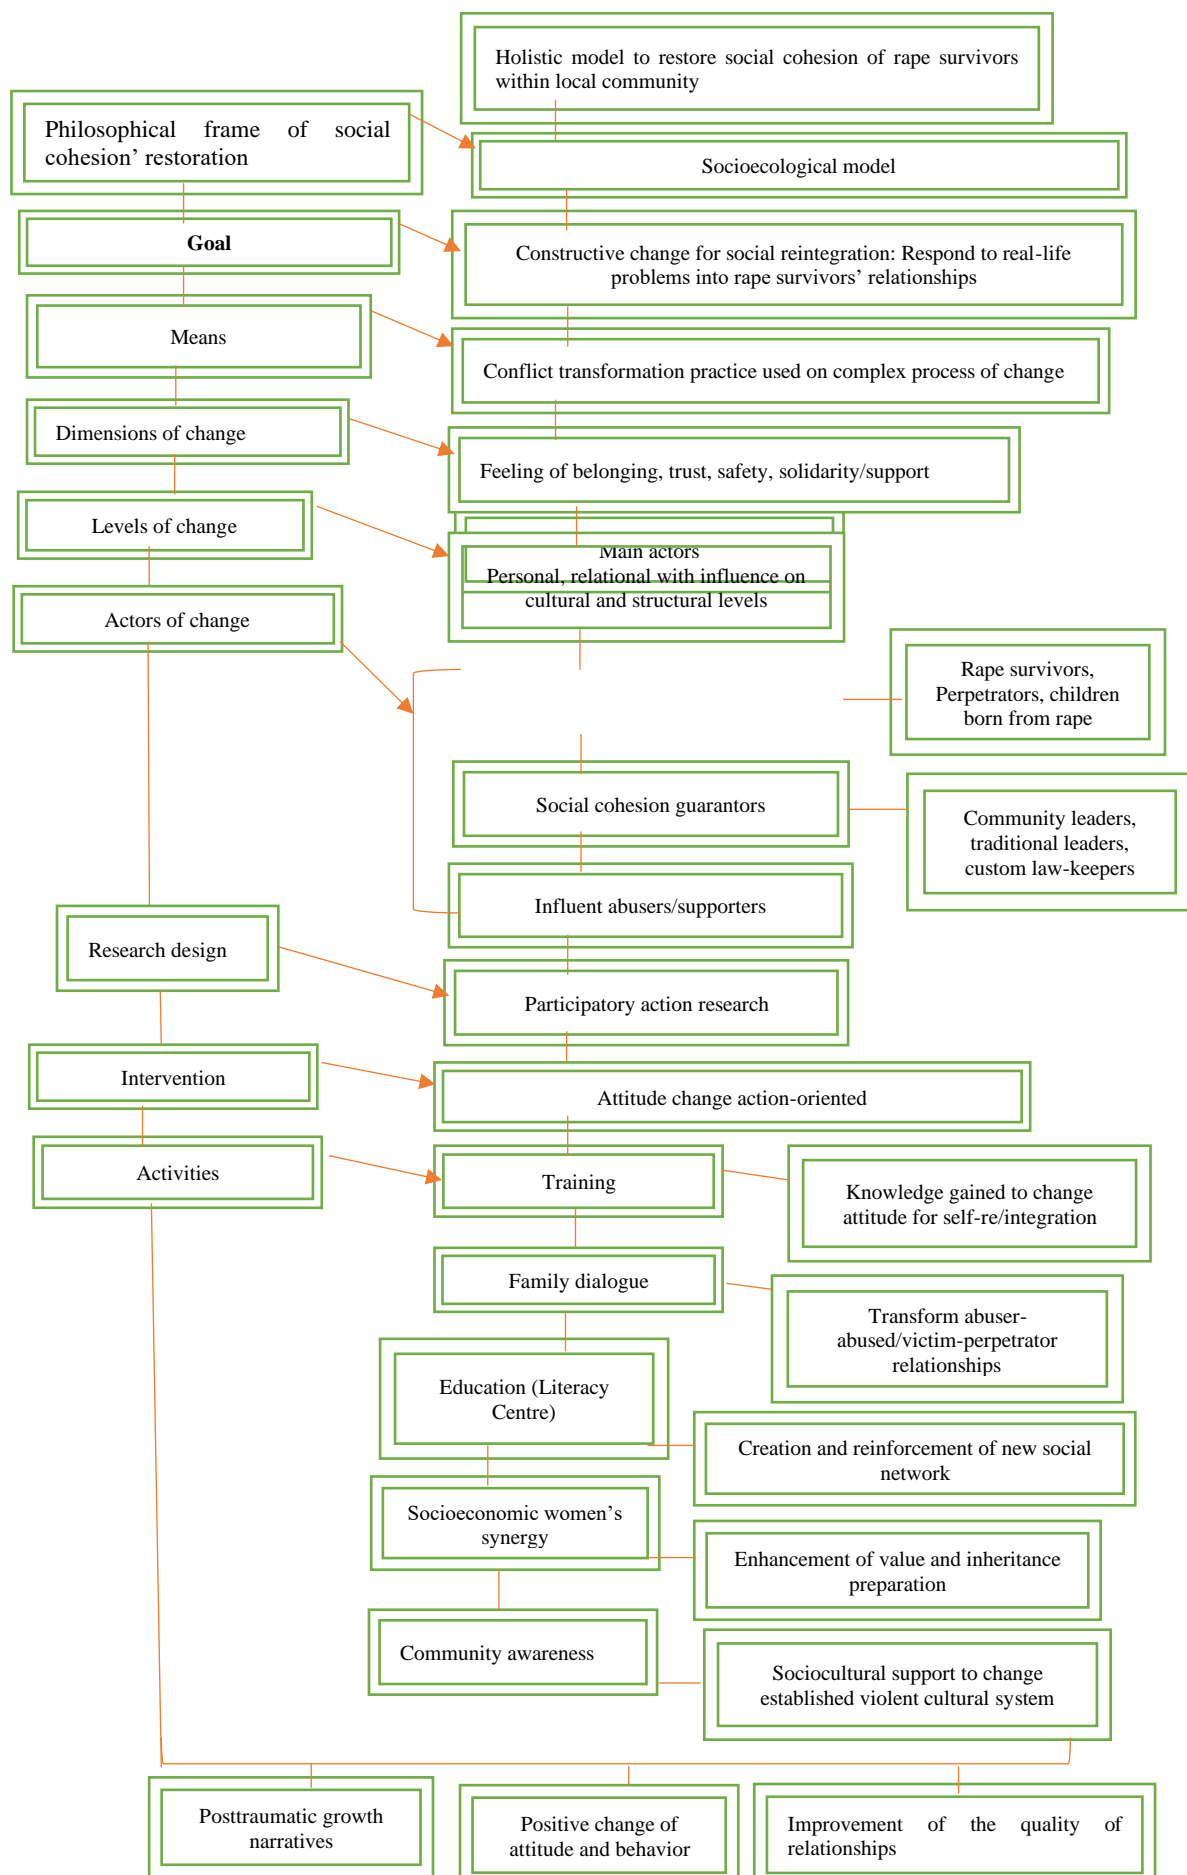 Holistic model to restore social cohesion of rape survivors
within local community
Philosophical frame of social
cohesion’ restoration
Socioecological model
Goal
Constructive change for social reintegration: Respond to real-life
problems into rape survivors’ relationships
Means
Conflict transformation practice used on complex process of change
Dimensions of change
Feeling of belonging, trust, safety, solidarity/support
Levels of change
Main actors
Personal, relational with influence on
cultural and structural levels
Actors of change
Rape survivors,
Perpetrators, children
born from rape
Social cohesion guarantors
Community leaders,
traditional leaders,
custom law-keepers
Influent abusers/supporters
Research design
Participatory action research
Intervention
Attitude change action-oriented
Activities
Training
Knowledge gained to change
attitude for self-re/integration
Family dialogue
Transform abuser-
abused/victim-perpetrator
relationships
Education (Literacy
Centre)
Creation and reinforcement of new social
network
Socioeconomic women’s
synergy
Enhancement of value and inheritance
preparation
Community awareness
Sociocultural support to change
established violent cultural system
Posttraumatic growth
narratives
Positive change of
attitude and behavior
Improvement of the quality of
relationships